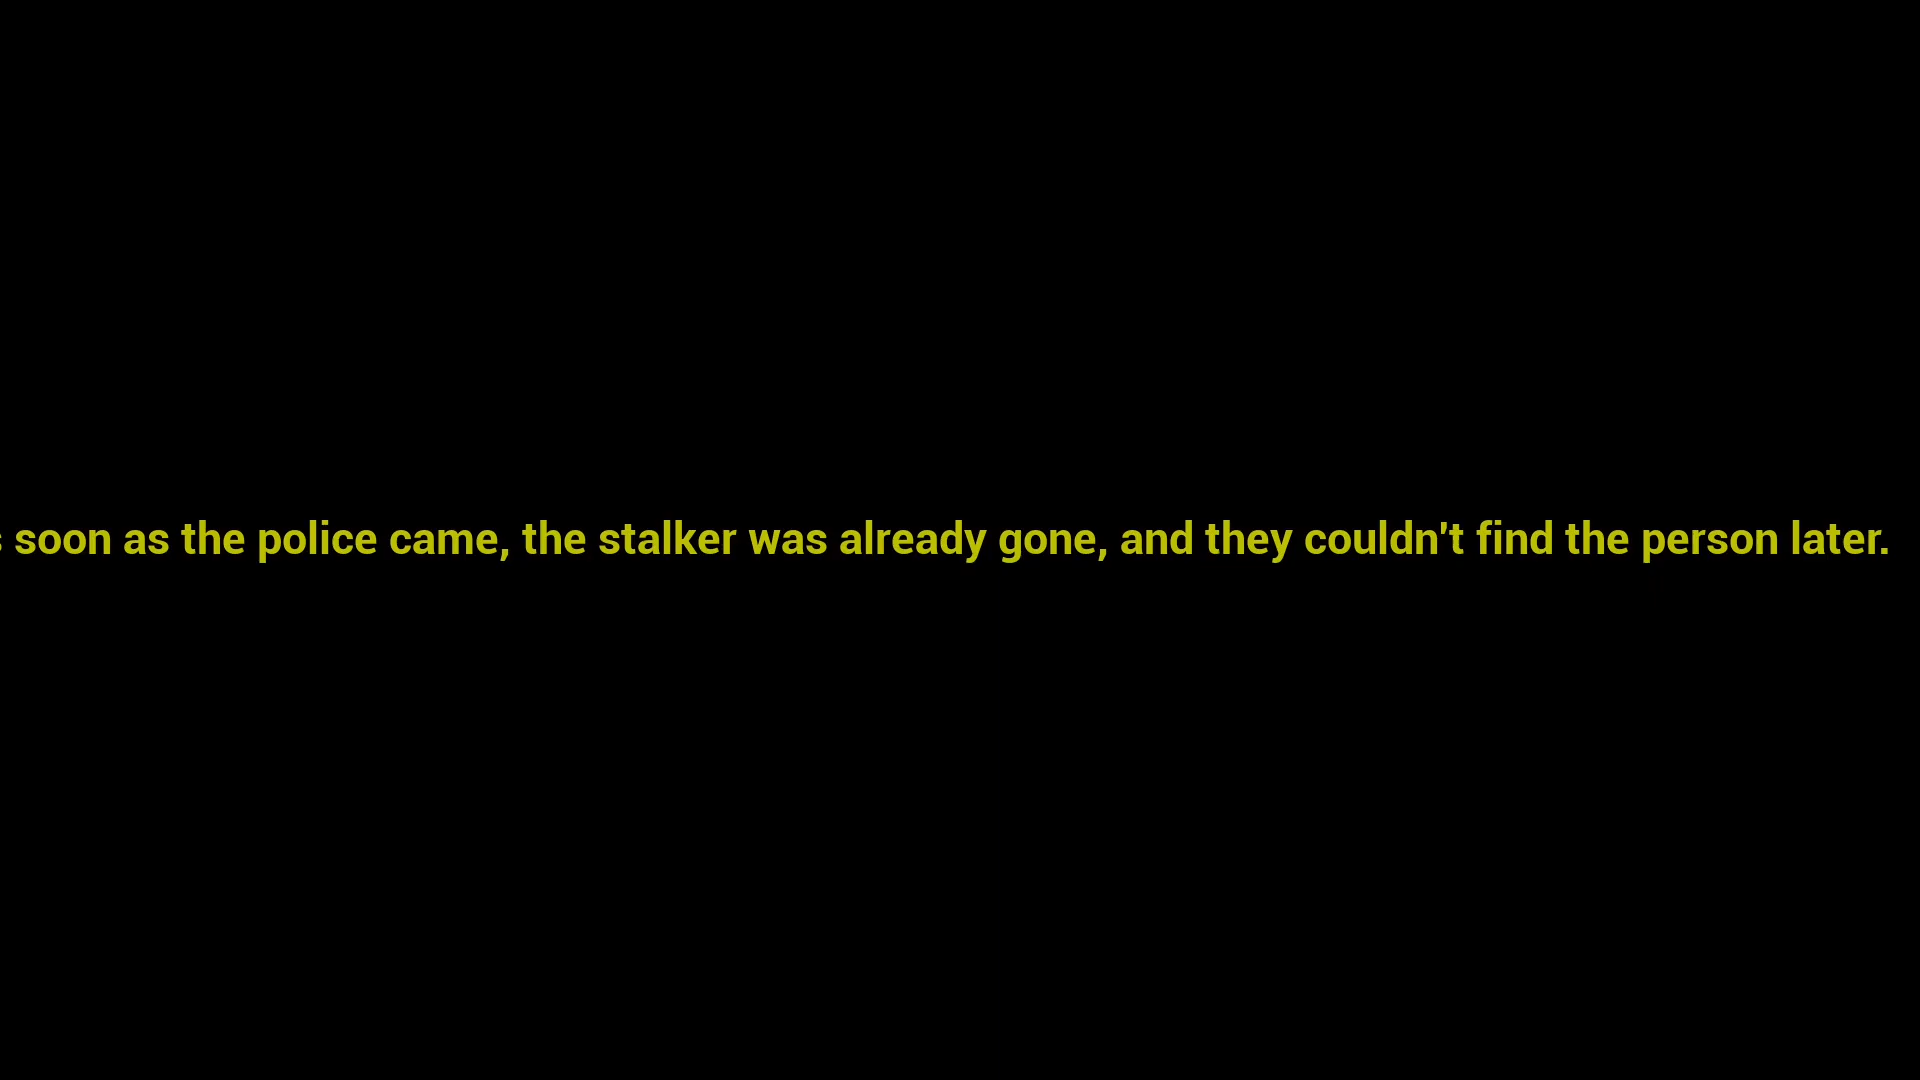 soon as the police came, the stalker was already gone, and they couldn't find the person later.